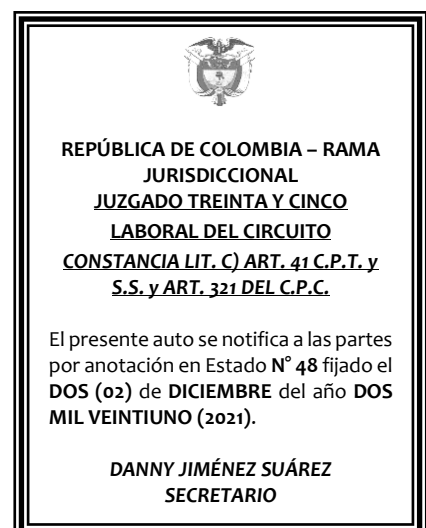 REPÚBLICA DE COLOMBIA – RAMA
JURISDICCIONAL
JUZGADO TREINTA Y CINCO
LABORAL DEL CIRCUITO
CONSTANCIA LIT. C) ART. 41 C.P.T. y
S.S. y ART. 321 DEL C.P.C.
El presente auto se notifica a las partes
por anotación en Estado N° 48 fijado el
DOS (02) de DICIEMBRE del año DOS
MIL VEINTIUNO (2021).
DANNY JIMÉNEZ SUÁREZ
SECRETARIO